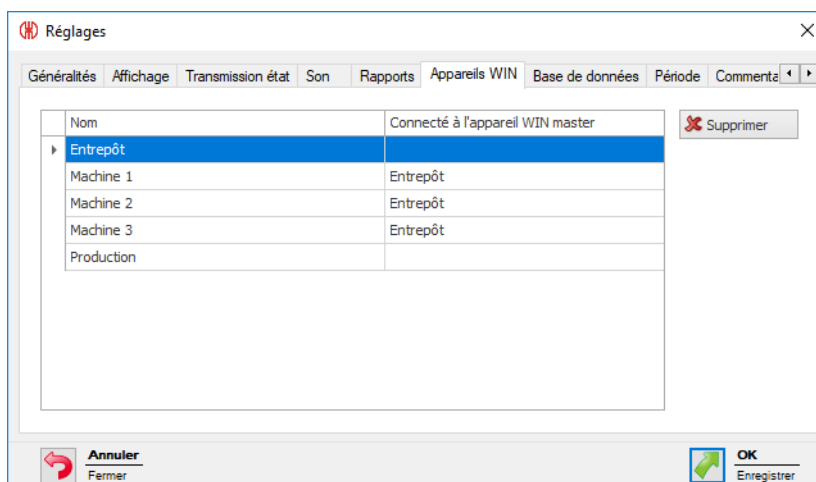 Réglages
Généralités Affichage Transmission état Son Rapports Appareils WIN Base de données Période Commenta
Nom Connecté à l'appareil WIN master
Supprimer
Entrepôt
Machine 1 Entrepôt
Machine 2 Entrepôt
Machine 3 Entrepôt
Production
Annuler
Fermer
OK
Enregistrer